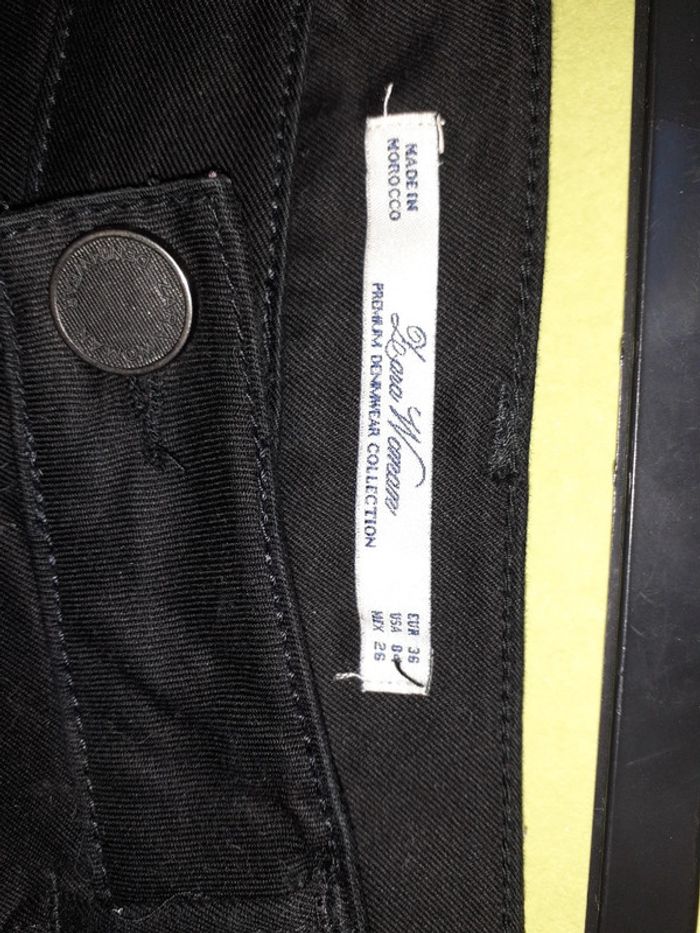 MADE IN
MOROCCO
Zara Woman
PREMIUM DENIMWEAR COLLECTION
EUR 36
USA 04
MEX 26